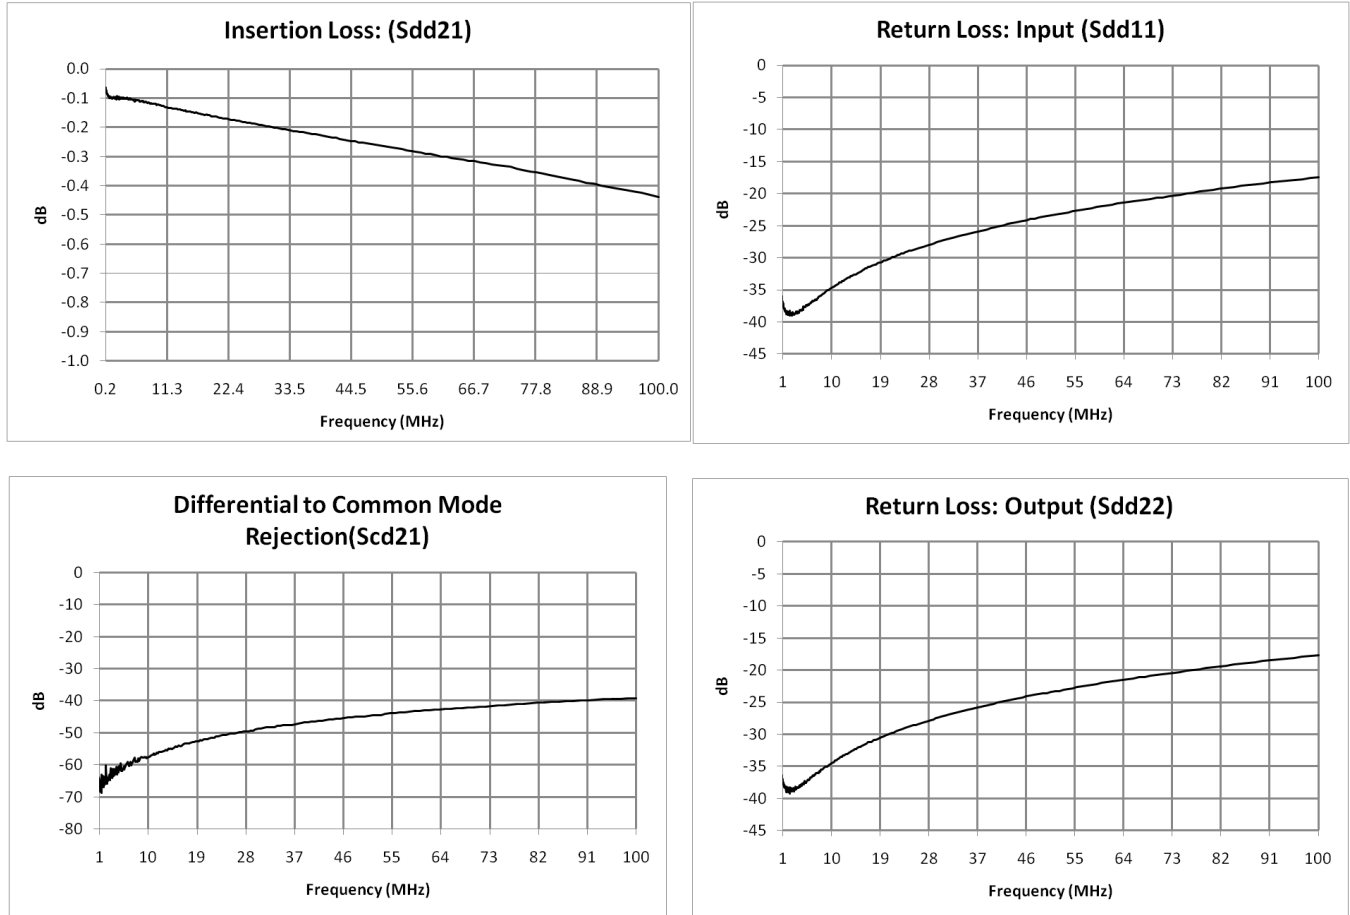 Insertion Loss: (Sdd21)
0.0
-0.1
-0.2
-0.3
-0.4
-0.5
-0.6
-0.7
-0.8
-0.9
-1.0
dB
0.2 11.3 22.4 33.5 44.5 55.6 66.7 77.8 88.9 100.0
Frequency (MHz)
Return Loss: Input (Sdd11)
0
-5
-10
-15
-20
-25
-30
-35
-40
-45
dB
1 10 19 28 37 46 55 64 73 82 91 100
Frequency (MHz)
Differential to Common Mode
Rejection(Scd21)
0
-10
-20
-30
-40
-50
-60
-70
-80
dB
1 10 19 28 37 46 55 64 73 82 91 100
Frequency (MHz)
Return Loss: Output (Sdd22)
0
-5
-10
-15
-20
-25
-30
-35
-40
-45
dB
1 10 19 28 37 46 55 64 73 82 91 100
Frequency (MHz)